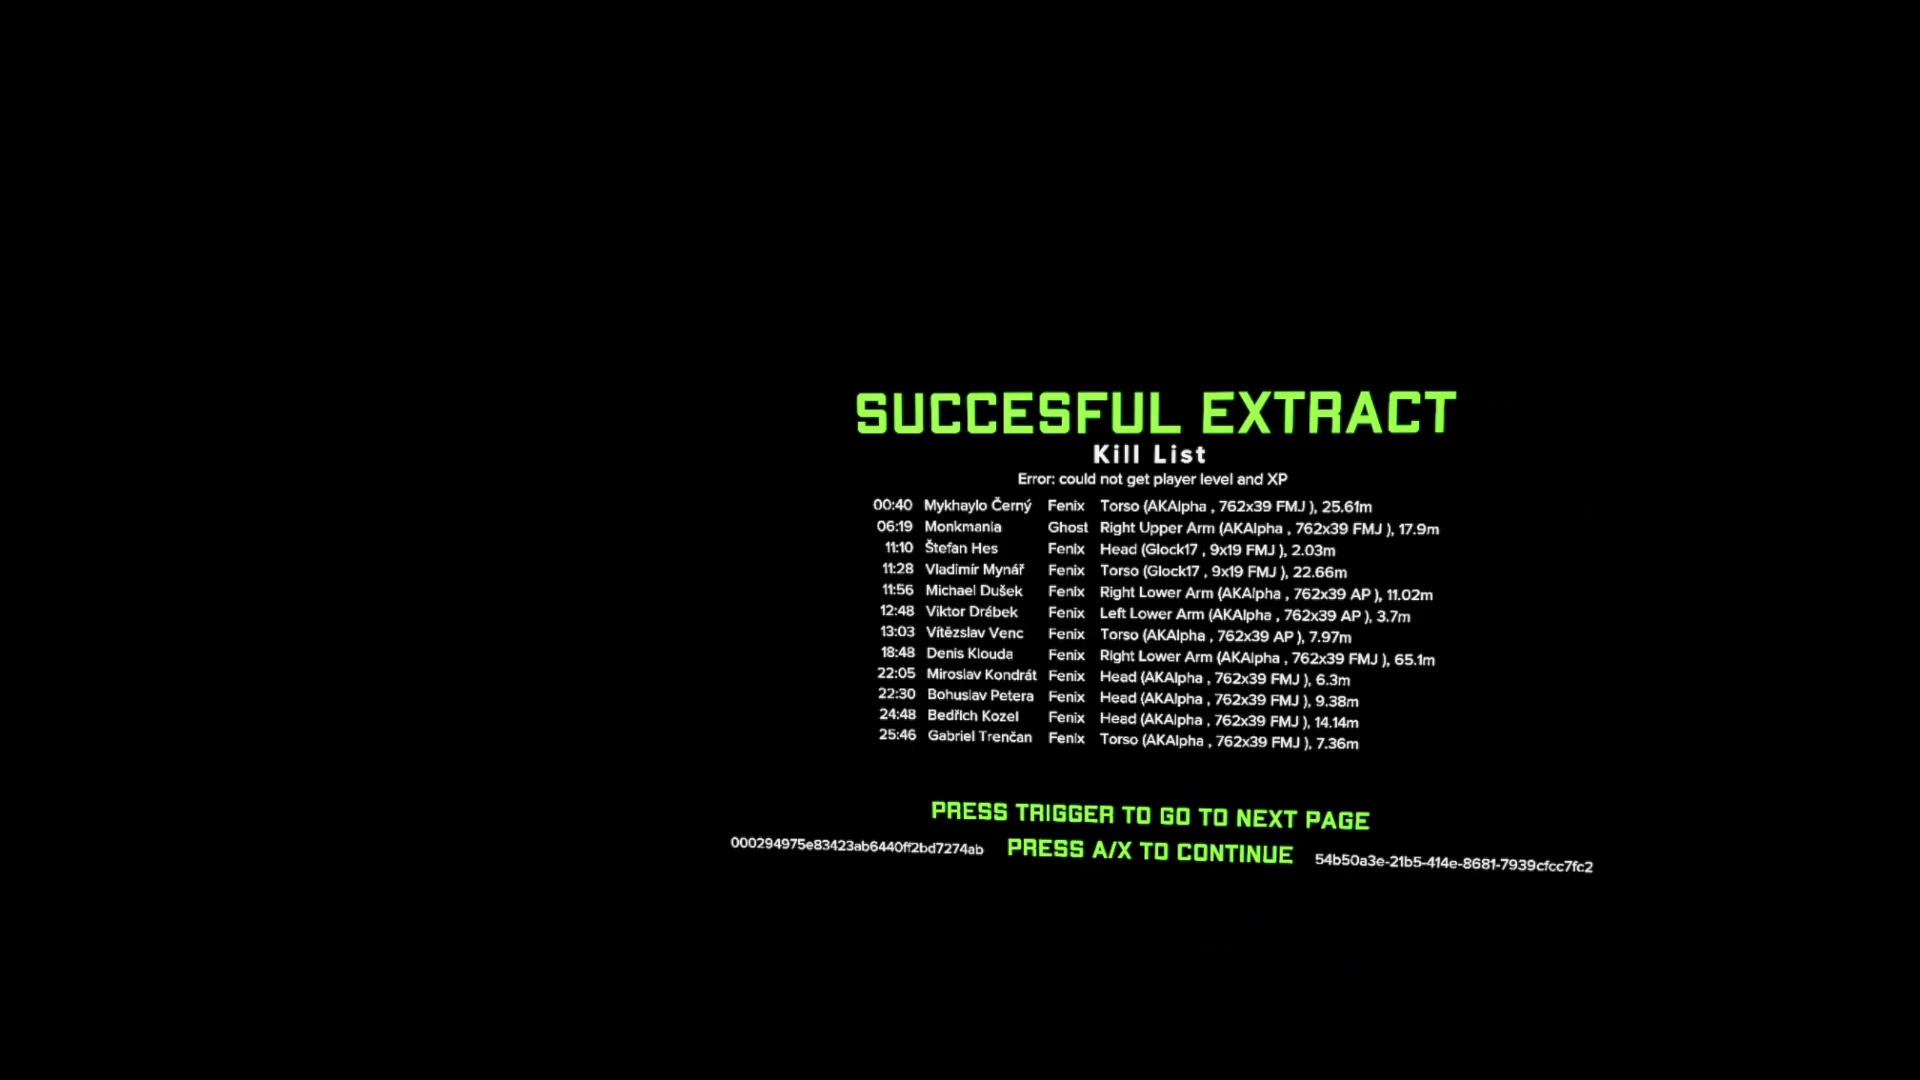 SUCCESFUL EXTRACT
Kill List
Error: could not get player level and XP
00:40 Mykhaylo Černý Fenix Torso (AKAlpha , 762x39 FMJ ), 25.61m
06:19 Monkmania Ghost Right Upper Arm (AKAlpha , 762x39 FMJ ), 17.9m
11:10 Štefan Hes Fenix Head (Glock17 , 9x19 FMJ ), 2.03m
11:28 Vladimír Mynář Fenix Torso (Glock17 , 9x19 FMJ ), 22.66m
11:56 Michael Dušek Fenix Right Lower Arm (AKAlpha , 762x39 AP ), 11.02m
12:48 Viktor Drábek Fenix Left Lower Arm (AKAlpha , 762x39 AP ), 3.7m
13:03 Vítězslav Venc Fenix Torso (AKAlpha , 762x39 AP ), 7.97m
18:48 Denis Klouda Fenix Right Lower Arm (AKAlpha , 762x39 FMJ ), 65.1m
22:05 Miroslav Kondrát Fenix Head (AKAlpha , 762x39 FMJ ), 6.3m
22:30 Bohuslav Petera Fenix Head (AKAlpha , 762x39 FMJ ), 9.38m
24:48 Bedřich Kozel Fenix Head (AKAlpha , 762x39 FMJ ), 14.14m
25:46 Gabriel Trenčan Fenix Torso (AKAlpha , 762x39 FMJ ), 7.36m
PRESS TRIGGER TO GO TO NEXT PAGE
000294975e83423ab6440ff2bd7274ab PRESS A/X TO CONTINUE 54b50a3e-21b5-414e-8681-7939cfcc7fc2